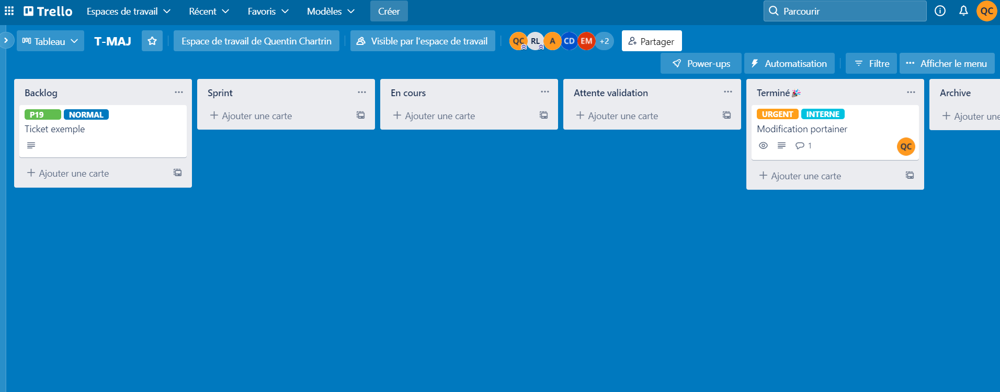 Trello Espaces de travail Récent Favoris Modèles Créer Parcourir QC
Tableau T-MAJ Espace de travail de Quentin Chartrin Visible par l'espace de travail QC RL A CD EM +2 Partager
Power-ups Automatisation Filtre Afficher le menu
Backlog
P19 NORMAL
Ticket exemple
+ Ajouter une carte
Sprint
+ Ajouter une carte
En cours
+ Ajouter une carte
Attente validation
+ Ajouter une carte
Terminé🎉
URGENT INTERNE
Modification portainer
1 QC
+ Ajouter une carte
Archive
+ Ajouter une